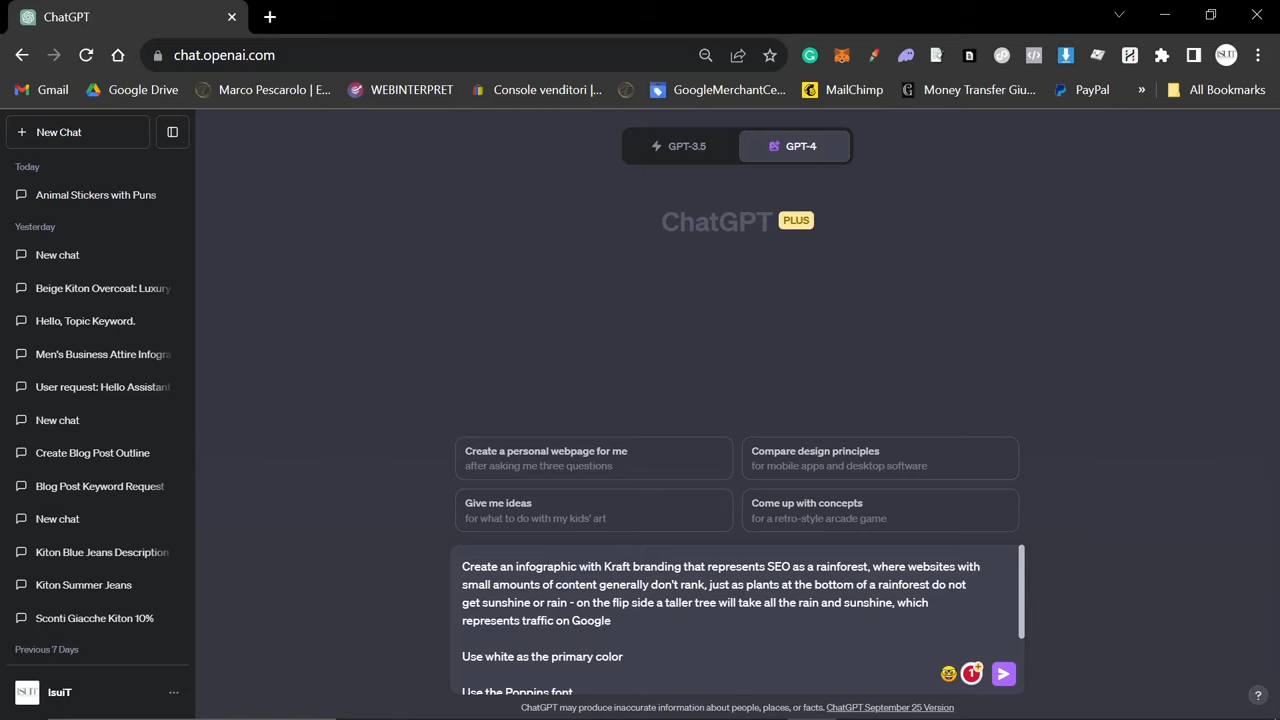 ChatGPT
chat.openai.com
Gmail
Google Drive
Marco Pescarolo | E...
WEBINTERPRET
Console venditori |...
GoogleMerchantCe...
MailChimp
Money Transfer Giu...
PayPal
»
All Bookmarks
+ New Chat
Today
Animal Stickers with Puns
Yesterday
New chat
Beige Kiton Overcoat: Luxury
Hello, Topic Keyword.
Men's Business Attire Infogra
User request: Hello Assistant
New chat
Create Blog Post Outline
Blog Post Keyword Request
New chat
Kiton Blue Jeans Description
Kiton Summer Jeans
Sconti Giacche Kiton 10%
Previous 7 Days
IsuiT
GPT-3.5
GPT-4
ChatGPT PLUS
Create a personal webpage for me
after asking me three questions
Compare design principles
for mobile apps and desktop software
Give me ideas
for what to do with my kids' art
Come up with concepts
for a retro-style arcade game
Create an infographic with Kraft branding that represents SEO as a rainforest, where websites with
small amounts of content generally don't rank, just as plants at the bottom of a rainforest do not
get sunshine or rain - on the flip side a taller tree will take all the rain and sunshine, which
represents traffic on Google
Use white as the primary color
Use the Poppins font
1
ChatGPT may produce inaccurate information about people, places, or facts. ChatGPT September 25 Version
?